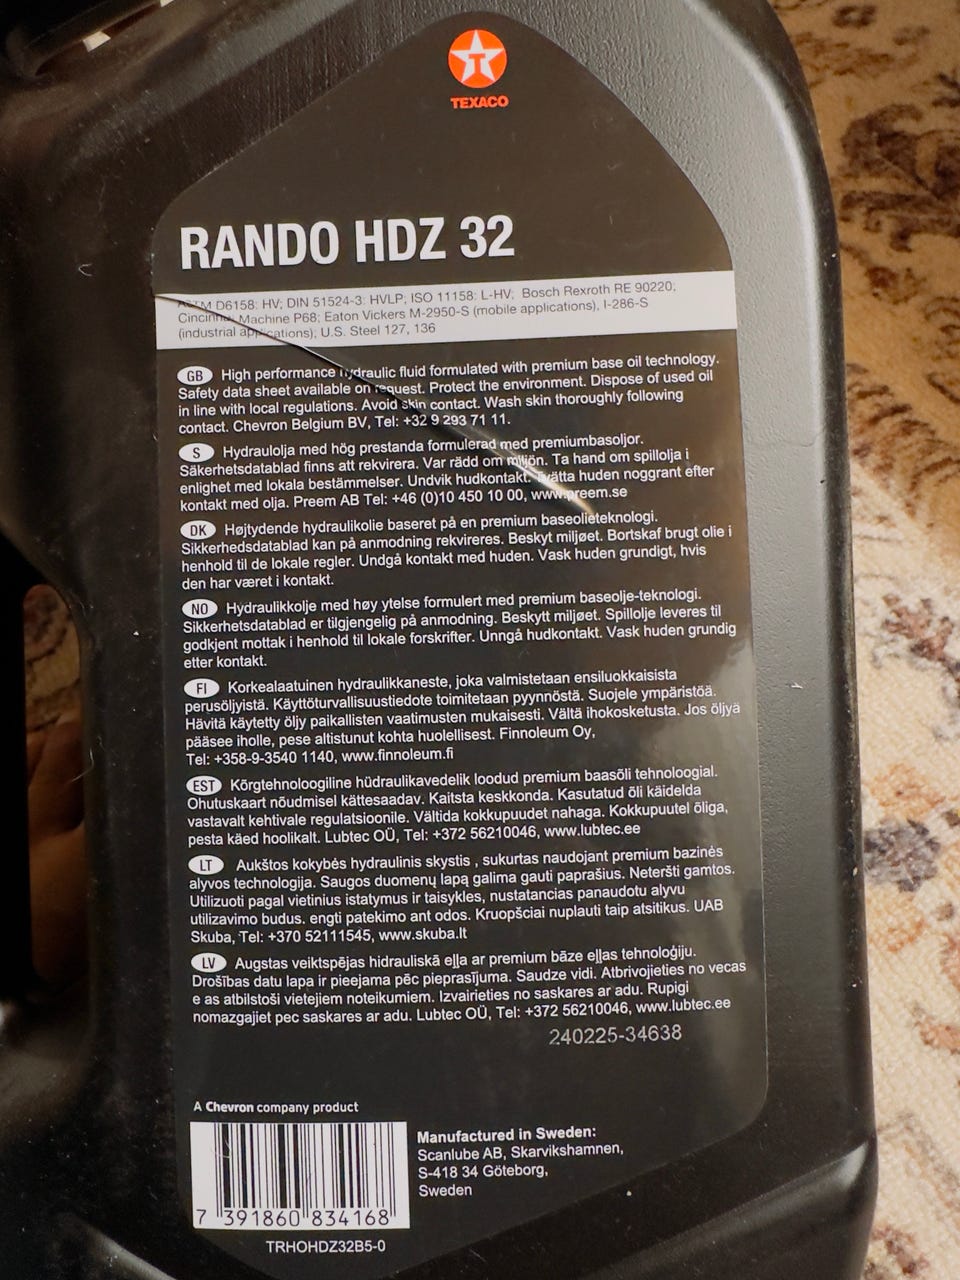 TEXACO
RANDO HDZ 32
ASTM D6158: HV; DIN 51524-3: HVLP; ISO 11158: L-HV; Bosch Rexroth RE 90220;
Machine P68; Eaton Vickers M-2950-S (mobile applications), I-286-S
(industrial applications); U.S. Steel 127, 136
GB High performance hydraulic fluid formulated with premium base oil technology.
Safety data sheet available on request. Protect the environment. Dispose of used oil
in line with local regulations. Avoid skin contact. Wash skin thoroughly following
contact. Chevron Belgium BV, Tel: +32 9 293 71 11.
S Hydraulolja med hög prestanda formulerad med premiumbasoljor.
Säkerhetsdatablad finns att rekvirera. Var rädd om miljön. Ta hand om spillolja i
enlighet med lokala bestämmelser. Undvik hudkontakt. Tvätta huden noggrant efter
kontakt med olja. Preem AB Tel: +46 (0)10 450 10 00, www.preem.se
DK Højtydende hydraulikolie baseret på en premium baseolieteknologi.
Sikkerhedsdatablad kan på anmodning rekvireres. Beskyt miljøet. Bortskaf brugt olie i
henhold til de lokale regler. Undgå kontakt med huden. Vask huden grundigt, hvis
den har været i kontakt.
NO Hydraulikkolje med høy ytelse formulert med premium baseolje-teknologi.
Sikkerhetsdatablad er tilgjengelig på anmodning. Beskytt miljøet. Spillolje leveres til
godkjent mottak i henhold til lokale forskrifter. Unngå hudkontakt. Vask huden grundig
etter kontakt.
FI Korkealaatuinen hydrauliikkaneste, joka valmistetaan ensiluokkaisista
perusöljyistä. Käyttöturvallisuustiedote toimitetaan pyynnöstä. Suojele ympäristöä.
Hävitä käytetty öljy paikallisten vaatimusten mukaisesti. Vältä ihokosketusta. Jos öljyä
pääsee iholle, pese altistunut kohta huolellisest. Finnoleum Oy,
Tel: +358-9-3540 1140, www.finnoleum.fi
EST Kõrgtehnoloogiline hüdraulikavedelik loodud premium baasõli tehnoloogial.
Ohutuskaart nõudmisel kättesaadav. Kaitsta keskkonda. Kasutatud õli käidelda
vastavalt kehtivale regulatsioonile. Vältida kokkupuudet nahaga. Kokkupuutel õliga,
pesta käed hoolikalt. Lubtec OÜ, Tel: +372 56210046, www.lubtec.ee
LT Aukštos kokybės hydraulinis skystis , sukurtas naudojant premium bazinės
alyvos technologija. Saugos duomenų lapą galima gauti paprašius. Neteršti gamtos.
Utilizuoti pagal vietinius istatymus ir taisykles, nustatancias panaudotu alyvu
utilizavimo budus. engti patekimo ant odos. Kruopščiai nuplauti taip atsitikus. UAB
Skuba, Tel: +370 52111545, www.skuba.lt
LV Augstas veiktspējas hidrauliskā eļļa ar premium bāze eļļas tehnoloģiju.
Drošības datu lapa ir pieejama pēc pieprasījuma. Saudze vidi. Atbrivojieties no vecas
e as atbilstoši vietejiem noteikumiem. Izvairieties no saskares ar adu. Rupigi
nomazgajiet pec saskares ar adu. Lubtec OÜ, Tel: +372 56210046, www.lubtec.ee
240225-34638
A Chevron company product
Manufactured in Sweden:
Scanlube AB, Skarvikshamnen,
S-418 34 Göteborg,
Sweden
7 391860 834168
TRHOHDZ32B5-0